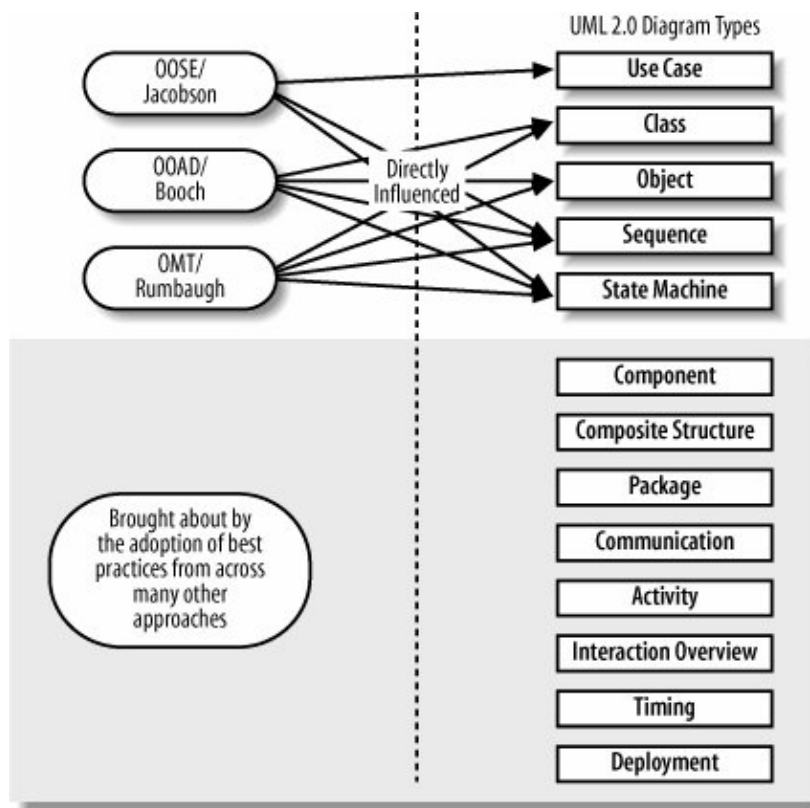 UML 2.0 Diagram Types
OOSE/
Jacobson
Use Case
Class
OOAD/
Booch
Directly
Influenced
Object
Sequence
OMT/
Rumbaugh
State Machine
Component
Composite Structure
Package
Brought about by
the adoption of best
practices from across
many other
approaches
Communication
Activity
Interaction Overview
Timing
Deployment